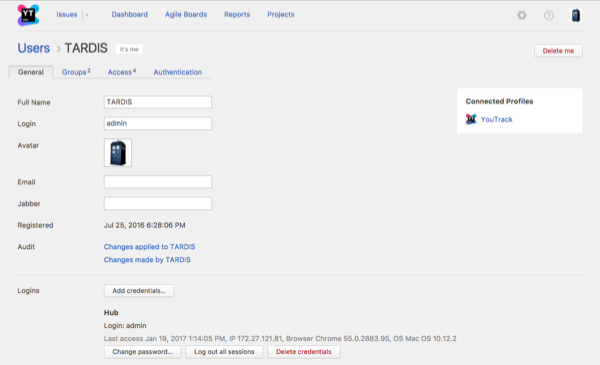 YT
Issues
Dashboard
Agile Boards
Reports
Projects
Users > TARDIS it's me
Delete me
General
Groups 2
Access 4
Authentication
Full Name
TARDIS
Login
admin
Avatar
Email
Jabber
Registered
Jul 25, 2016 6:28:06 PM
Audit
Changes applied to TARDIS
Changes made by TARDIS
Connected Profiles
YouTrack
Logins
Add credentials...
Hub
Login: admin
Last access Jan 19, 2017 1:14:05 PM, IP 172.27.121.81, Browser Chrome 55.0.2883.95, OS Mac OS 10.12.2
Change password...
Log out all sessions
Delete credentials